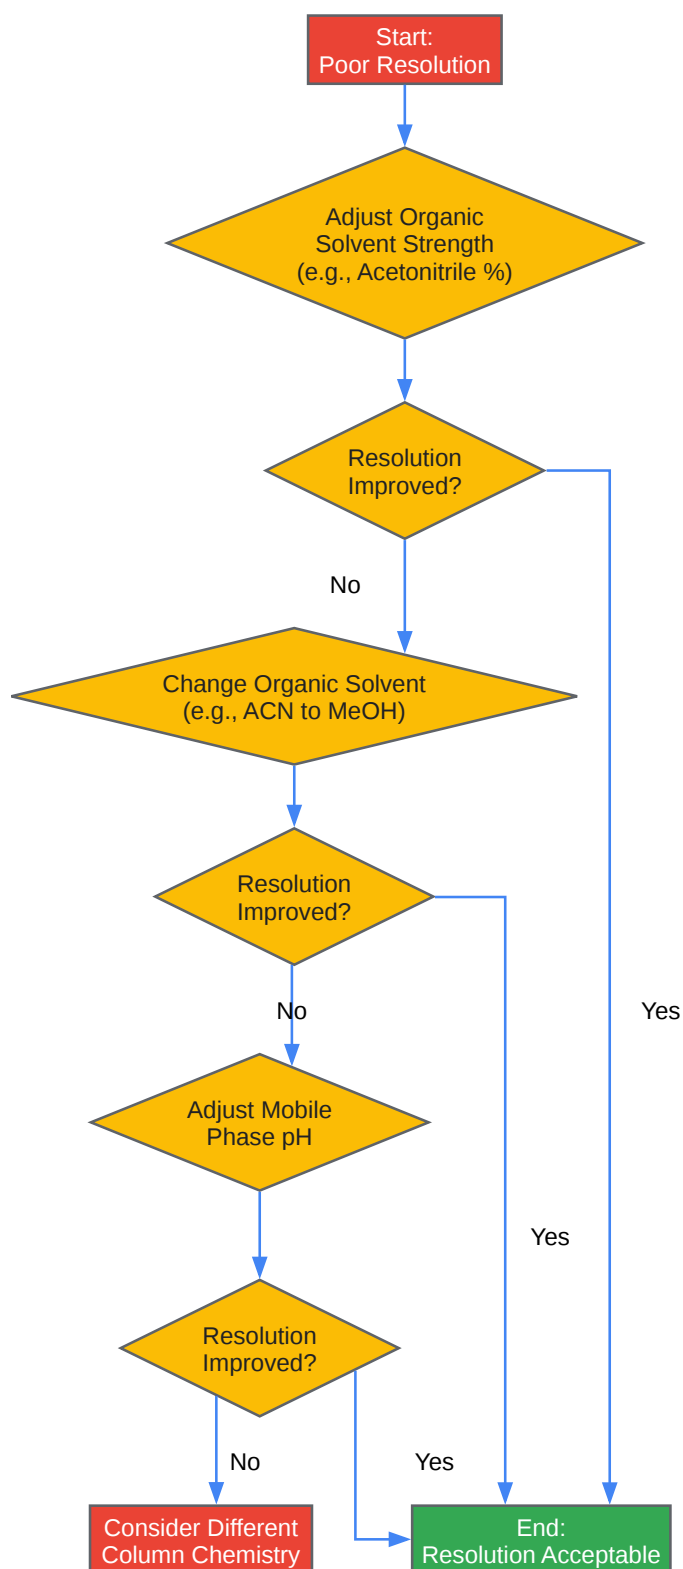 Start:
Poor Resolution
Adjust Organic
Solvent Strength
(e.g., Acetonitrile %)
Resolution
Improved?
No
Change Organic Solvent
(e.g., ACN to MeOH)
Resolution
Improved?
No
Yes
Adjust Mobile
Phase pH
Yes
Resolution
Improved?
No
Yes
Consider Different
Column Chemistry
End:
Resolution Acceptable